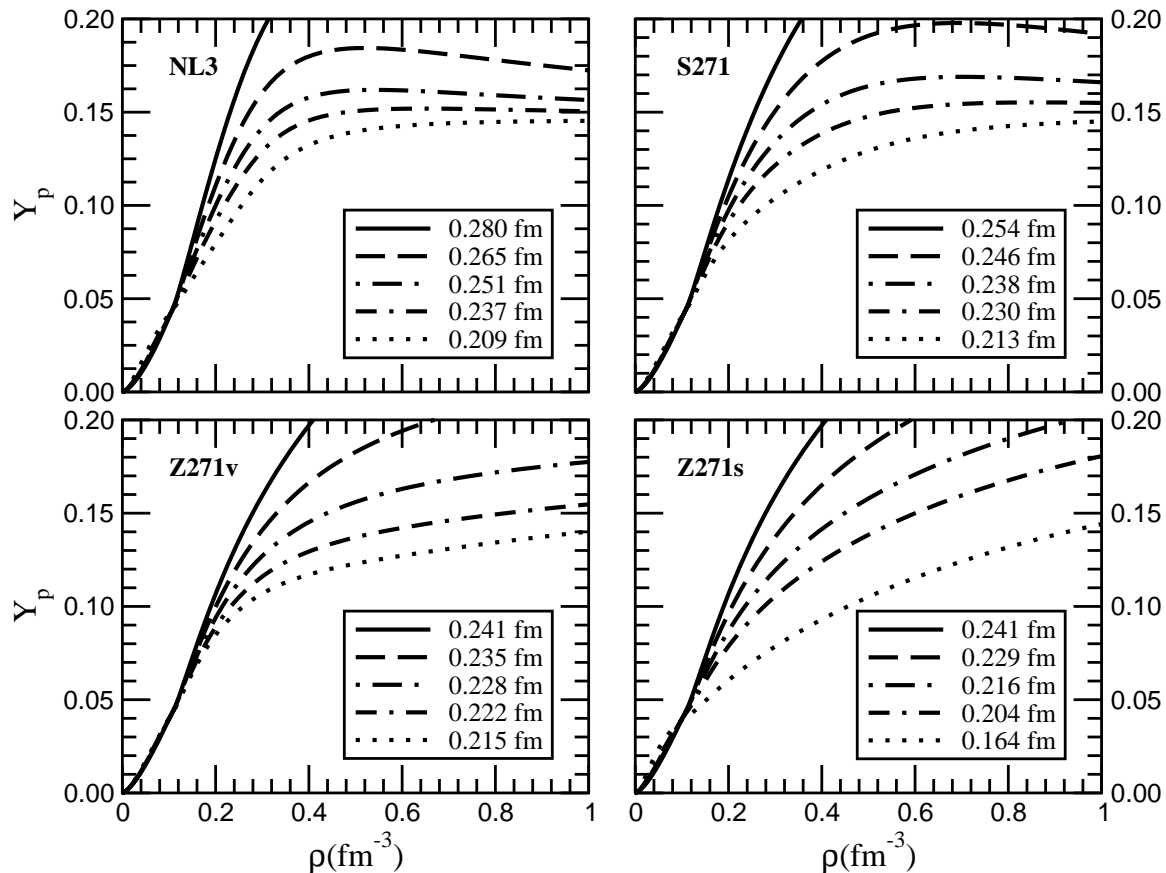 0.20
NL3
0.15
Y_p
0.10
0.280 fm
0.265 fm
0.05
0.251 fm
0.237 fm
0.209 fm
0.00
0.20
S271
0.15
0.10
0.254 fm
0.246 fm
0.05
0.238 fm
0.230 fm
0.213 fm
0.00
0.20
Z271v
0.15
Y_p
0.10
0.241 fm
0.235 fm
0.05
0.228 fm
0.222 fm
0.215 fm
0.00
0 0.2 0.4 0.6 0.8 1
ρ(fm⁻³)
0.20
Z271s
0.15
0.10
0.241 fm
0.229 fm
0.05
0.216 fm
0.204 fm
0.164 fm
0.00
0 0.2 0.4 0.6 0.8 1
ρ(fm⁻³)